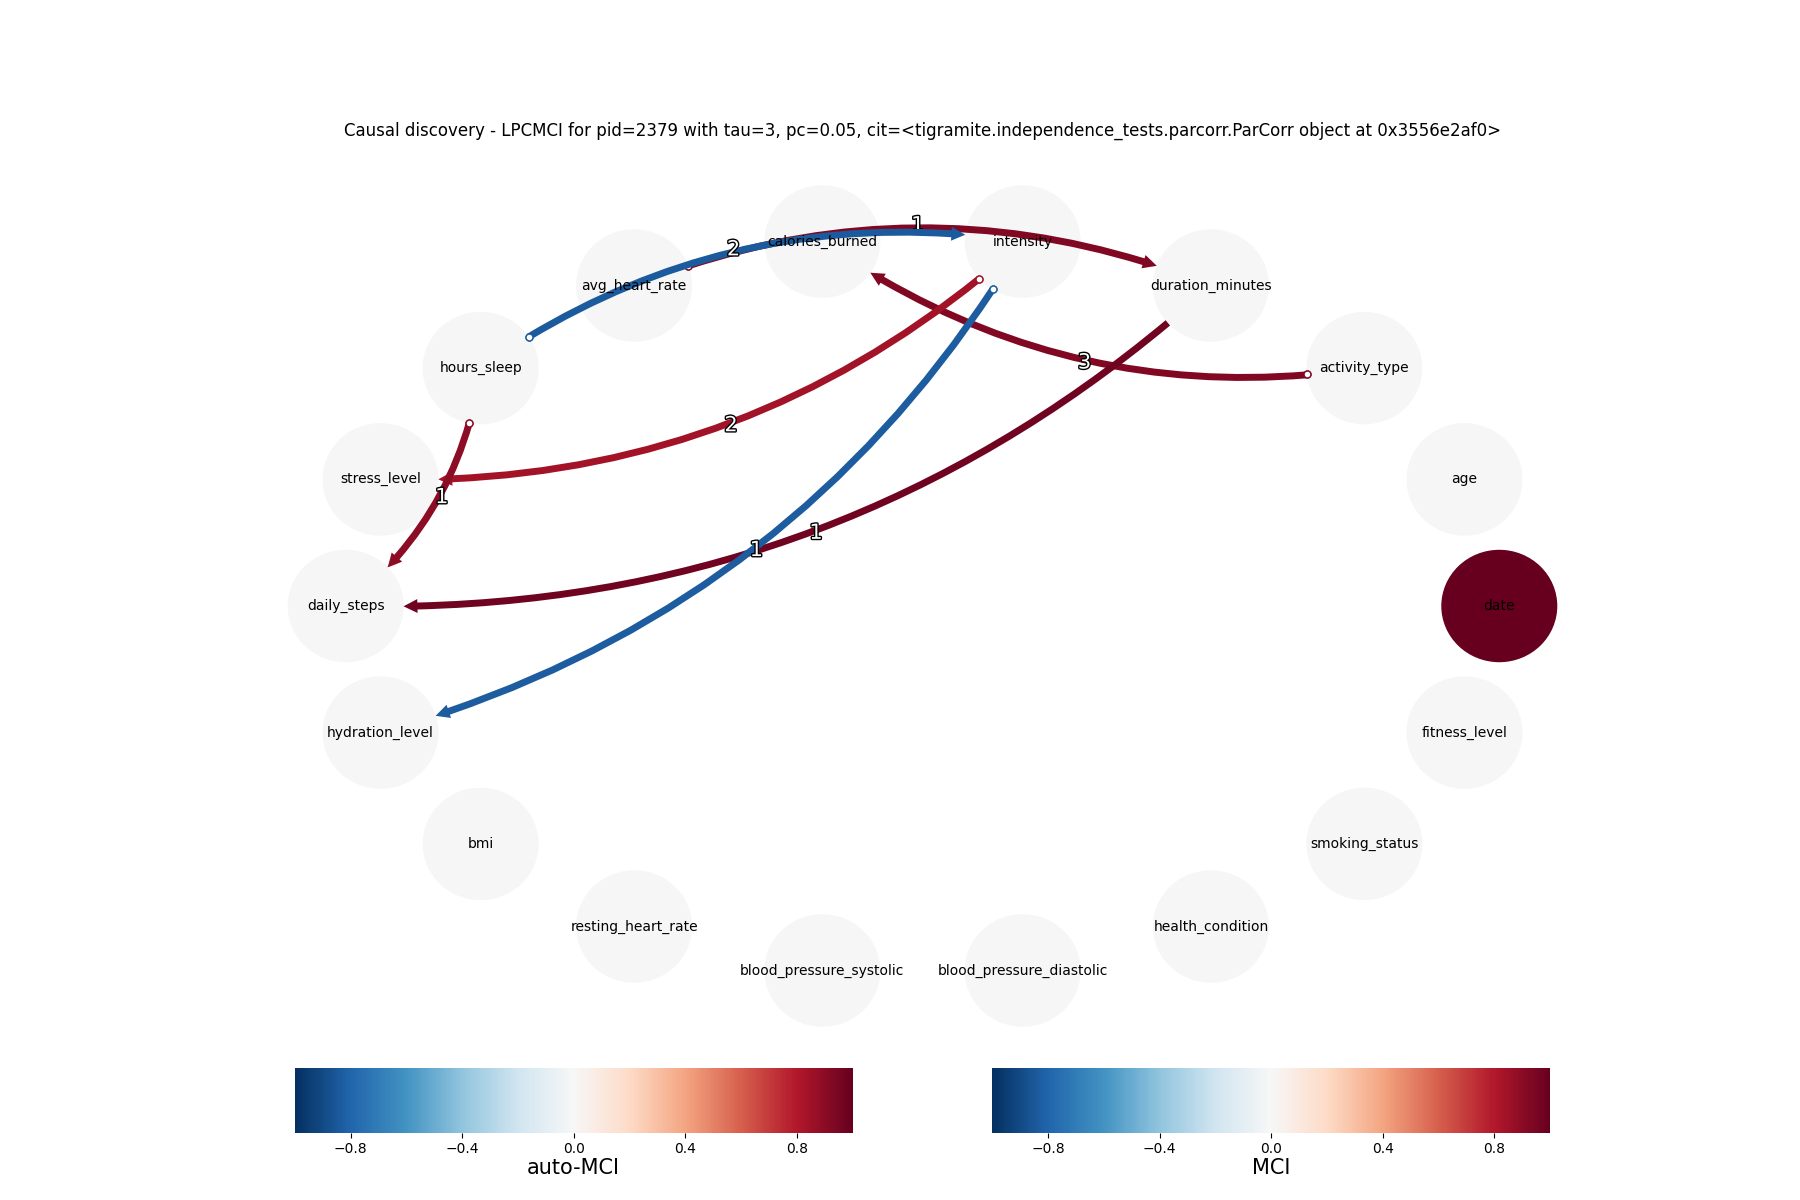 Causal discovery - LPCMCI for pid=2379 with tau=3, pc=0.05, cit=<tigramite.independence_tests.parcorr.ParCorr object at 0x3556e2af0>
1
2
calories_burned
intensity
avg_heart_rate
duration_minutes
3
hours_sleep
activity_type
2
stress_level
age
1
1
1
daily_steps
date
hydration_level
fitness_level
bmi
smoking_status
resting_heart_rate
health_condition
blood_pressure_systolic
blood_pressure_diastolic
−0.8 −0.4 0.0 0.4 0.8
auto-MCI
−0.8 −0.4 0.0 0.4 0.8
MCI